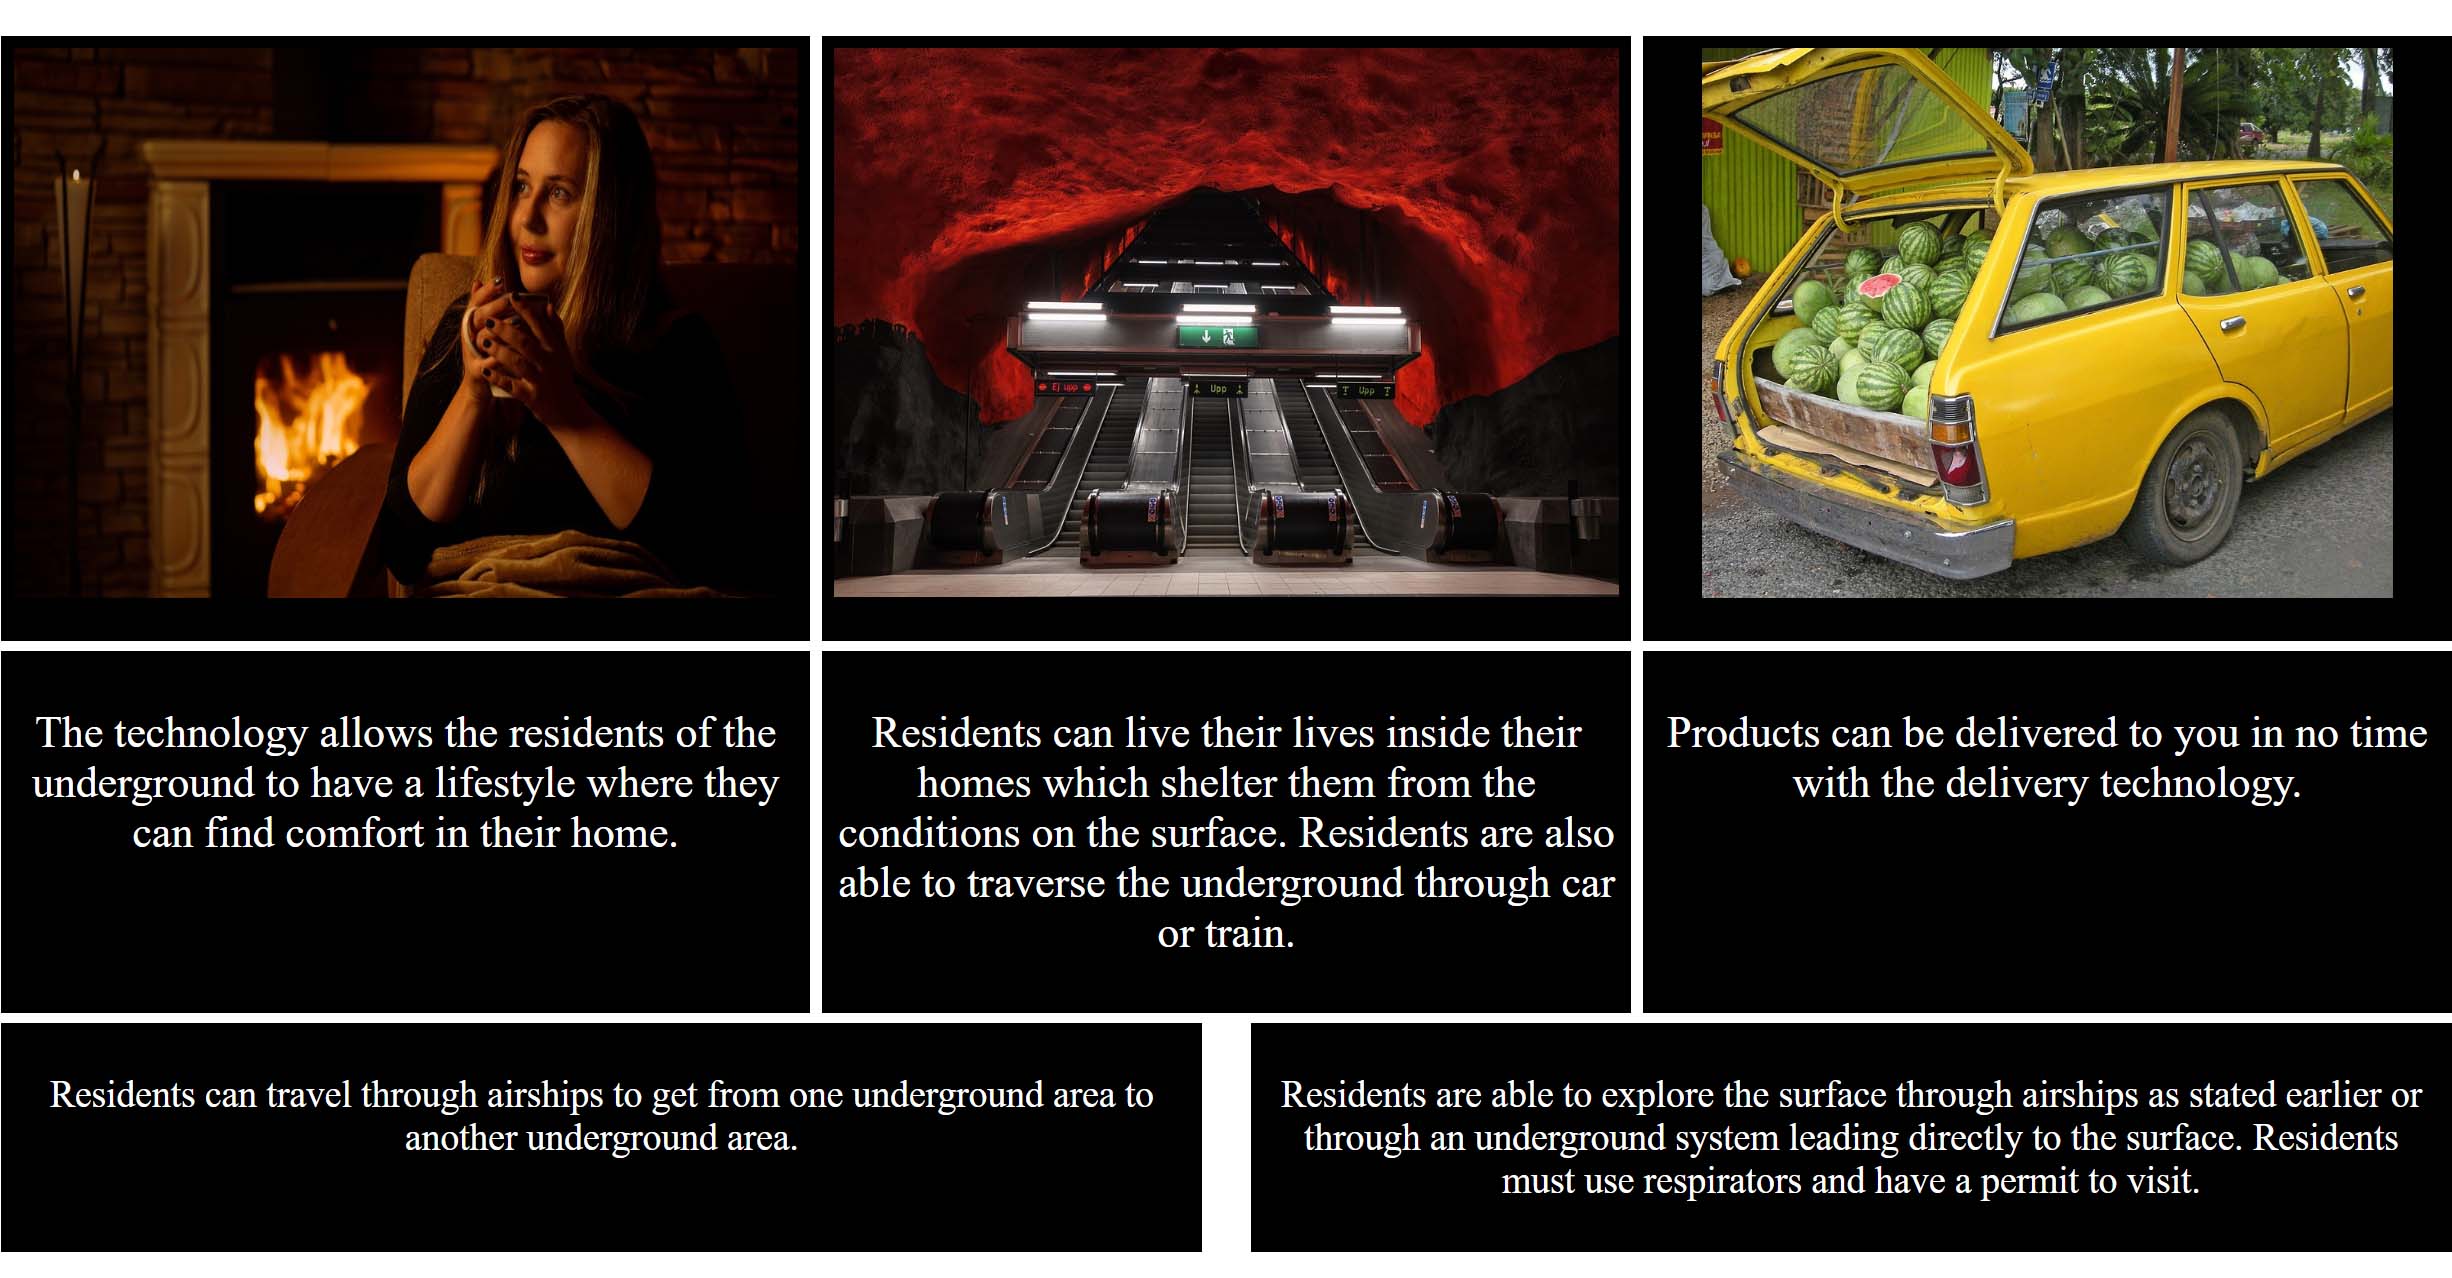 Ej upp
Upp
Upp
The technology allows the residents of the
underground to have a lifestyle where they
can find comfort in their home.
Residents can live their lives inside their
homes which shelter them from the
conditions on the surface. Residents are also
able to traverse the underground through car
or train.
Products can be delivered to you in no time
with the delivery technology.
Residents can travel through airships to get from one underground area to
another underground area.
Residents are able to explore the surface through airships as stated earlier or
through an underground system leading directly to the surface. Residents
must use respirators and have a permit to visit.